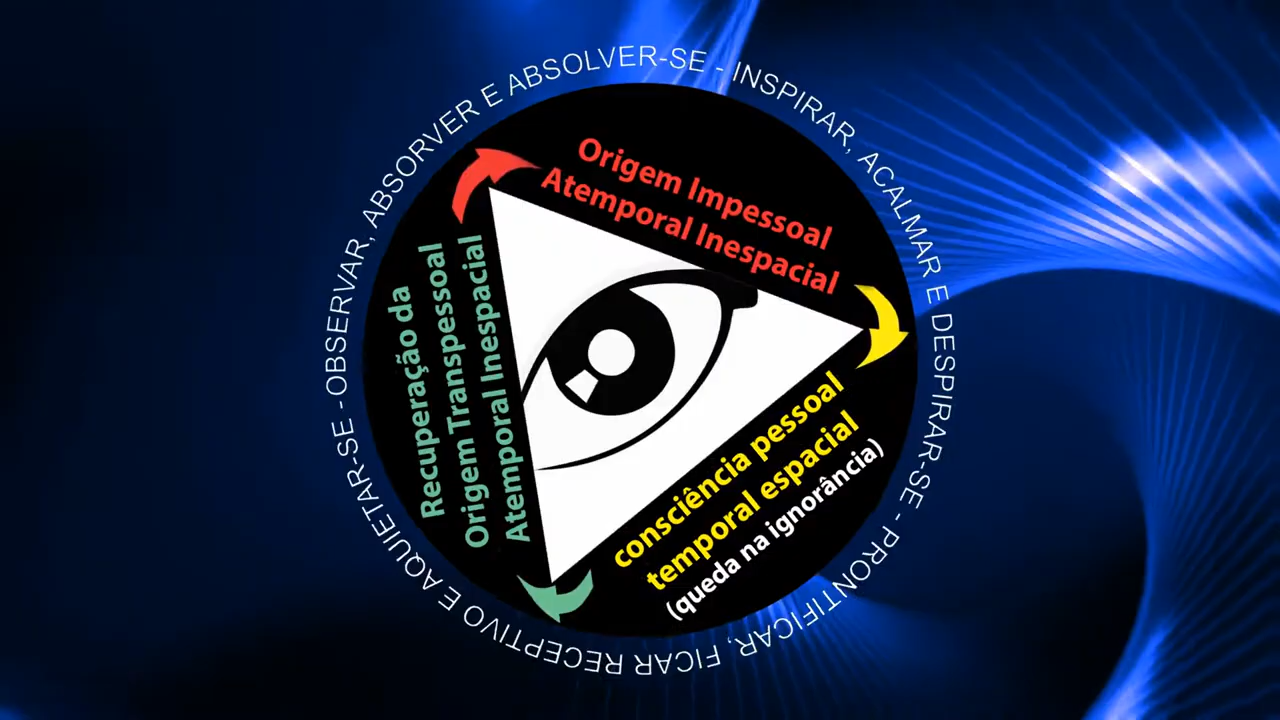 OBSERVAR, ABSORVER E ABSOLVER-SE - INSPIRAR, ACALMAR E DESPIRAR-SE - PRONTIFICAR, FICAR RECEPTIVO E AQUIETAR-SE -
Origem Impessoal
Atemporal Inespacial
consciência pessoal
temporal espacial
(queda na ignorância)
Recuperação da
Origem Transpessoal
Atemporal Inespacial